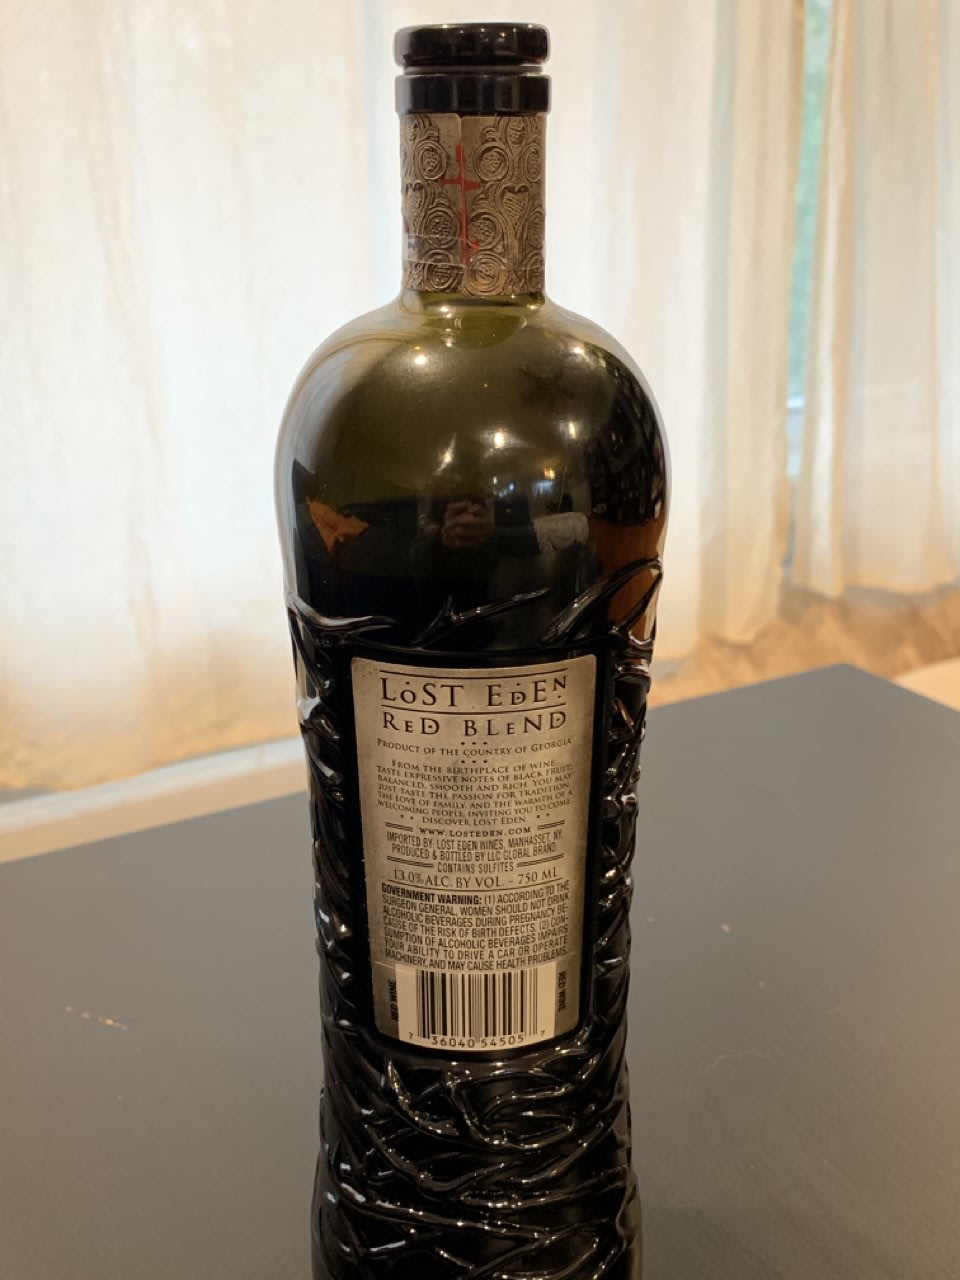 LOST EDEN
RED BLEND
PRODUCT OF THE COUNTRY OF GEORGIA
FROM THE BIRTHPLACE OF WINE
TASTE EXPRESSIVE NOTES OF BLACK FRUIT;
BALANCED, SMOOTH AND RICH. YOU MAY
JUST TASTE THE PASSION FOR TRADITION,
THE LOVE OF FAMILY, AND THE WARMTH OF A
WELCOMING PEOPLE, INVITING YOU TO COME,
DISCOVER LOST EDEN
WWW.LOSTEDEN.COM
IMPORTED BY LOST EDEN WINES, MANHASSET, NY.
PRODUCED & BOTTLED BY LLC GLOBAL BRAND.
CONTAINS SULFITES
13.0% ALC. BY VOL. - 750 ML
GOVERNMENT WARNING: (1) ACCORDING TO THE
SURGEON GENERAL, WOMEN SHOULD NOT DRINK
ALCOHOLIC BEVERAGES DURING PREGNANCY BE-
CAUSE OF THE RISK OF BIRTH DEFECTS. (2) CON-
SUMPTION OF ALCOHOLIC BEVERAGES IMPAIRS
YOUR ABILITY TO DRIVE A CAR OR OPERATE
MACHINERY, AND MAY CAUSE HEALTH PROBLEMS.
RED WINE
RED WINE
7 36040 54505 7